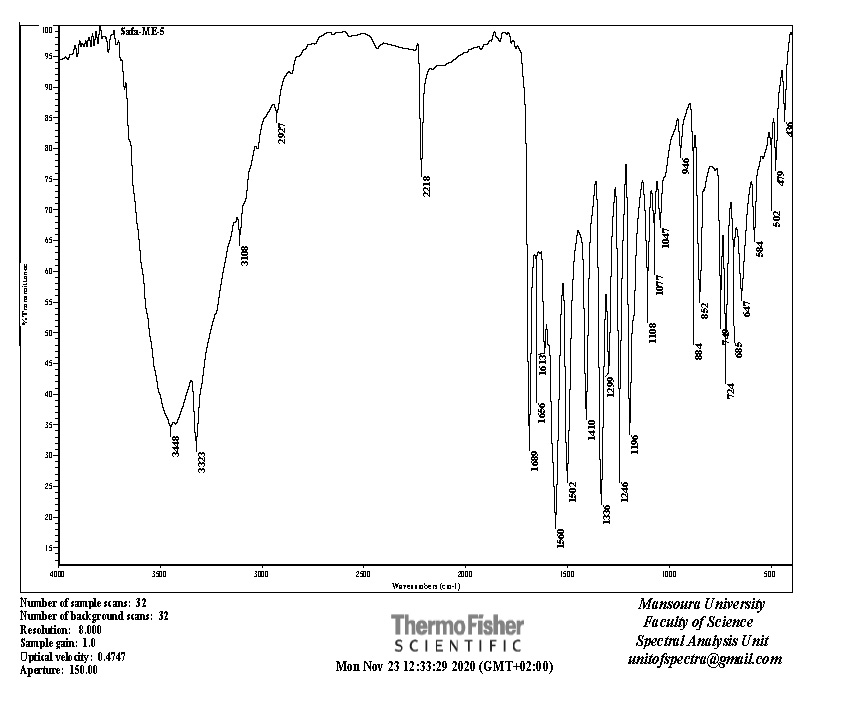 Safa-ME-5
100
95
90
85
80
75
70
65
60
55
50
45
40
35
30
25
20
15
%Transmittance
3448
3323
3108
2927
2218
1689
1656
1613
1560
1502
1410
1336
1299
1246
1196
1108
1077
1047
946
884
852
749
724
685
647
584
502
479
436
4000 3500 3000 2500 2000 1500 1000 500
Wavenumbers (cm-1)
Number of sample scans: 32
Number of background scans: 32
Resolution: 8.000
Sample gain: 1.0
Optical velocity: 0.4747
Aperture: 150.00
ThermoFisher
SCIENTIFIC
Mon Nov 23 12:33:29 2020 (GMT+02:00)
Mansoura University
Faculty of Science
Spectral Analysis Unit
unitofspectra@gmail.com